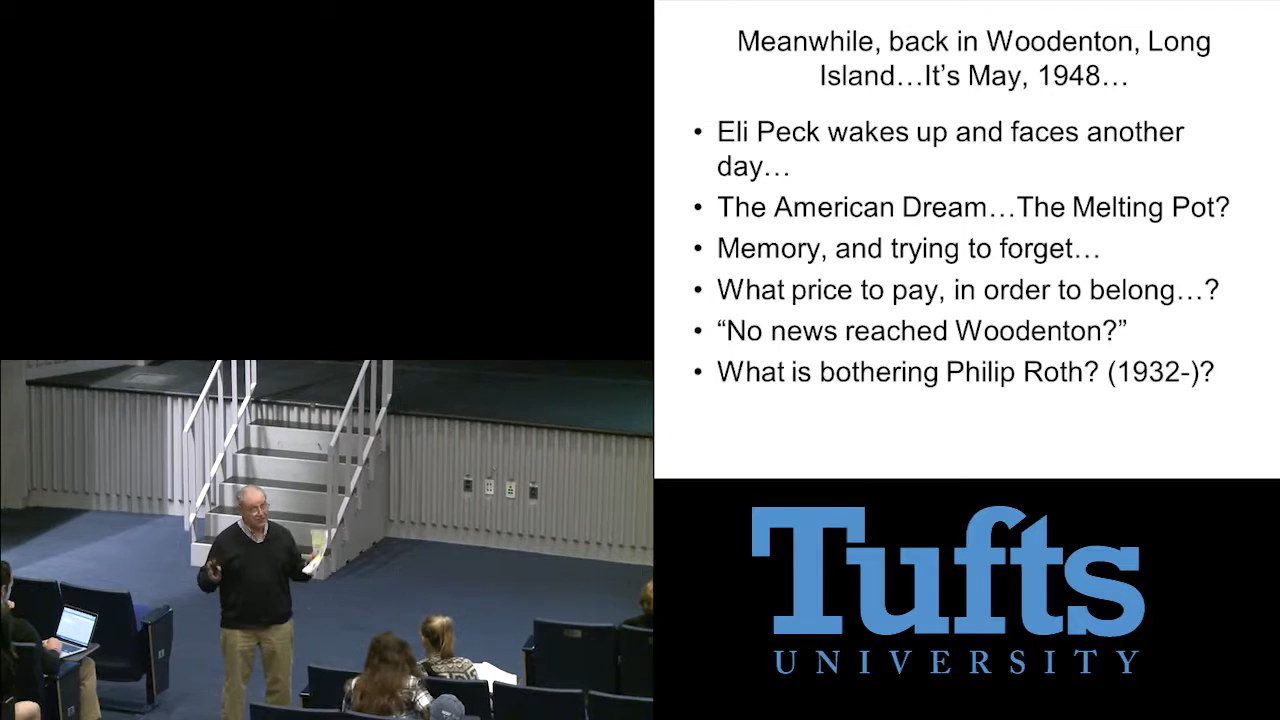 Meanwhile, back in Woodenton, Long
Island…It’s May, 1948…
• Eli Peck wakes up and faces another
day…
• The American Dream…The Melting Pot?
• Memory, and trying to forget…
• What price to pay, in order to belong…?
• “No news reached Woodenton?”
• What is bothering Philip Roth? (1932-)?
Tufts
UNIVERSITY